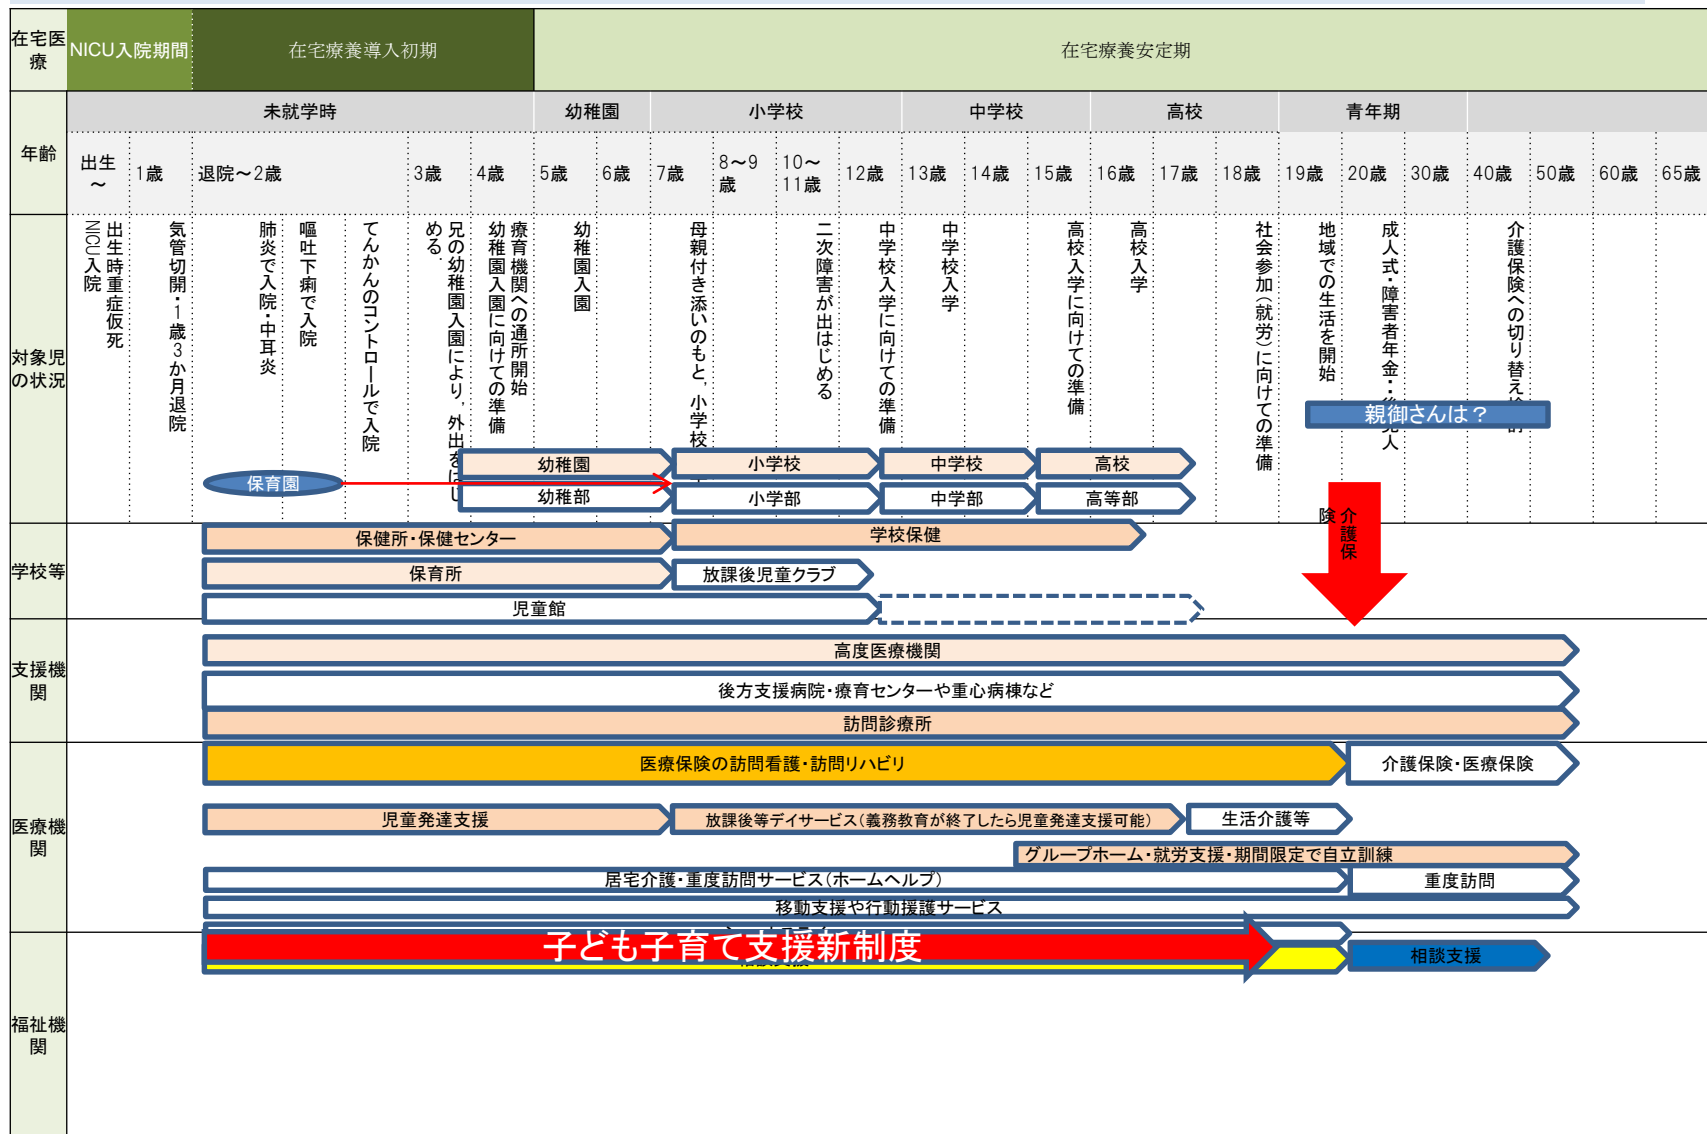 在宅医
療
NICU入院期間
在宅療養導入初期
在宅療養安定期
年齢
未就学時
幼稚園
小学校
中学校
高校
青年期
出生
～
1歳
退院～2歳
3歳
4歳
5歳
6歳
7歳
8～9
歳
10～
11歳
12歳
13歳
14歳
15歳
16歳
17歳
18歳
19歳
20歳
30歳
40歳
50歳
60歳
65歳
対象児
の状況
出生時重症仮死
NICU入院
気管切開・1歳3か月退院
肺炎で入院・中耳炎
嘔吐下痢で入院
てんかんのコントロールで入院
兄の幼稚園入園により，外出をはじ
める．
療育機関への通所開始
幼稚園入園に向けての準備
幼稚園入園
母親付き添いのもと，小学校
二次障害が出はじめる
中学校入学に向けての準備
中学校入学
高校入学に向けての準備
高校入学
社会参加（就労）に向けての準備
地域での生活を開始
成人式・障害者年金・
人
介護保険への切り替え
親御さんは？
幼稚園
小学校
中学校
高校
保育園
幼稚部
小学部
中学部
高等部
介護保
険
学校等
保健所・保健センター
学校保健
保育所
放課後児童クラブ
児童館
支援機
関
高度医療機関
後方支援病院・療育センターや重心病棟など
訪問診療所
医療機
関
医療保険の訪問看護・訪問リハビリ
介護保険・医療保険
児童発達支援
放課後等デイサービス（義務教育が終了したら児童発達支援可能）
生活介護等
グループホーム・就労支援・期間限定で自立訓練
居宅介護・重度訪問サービス（ホームヘルプ）
重度訪問
移動支援や行動援護サービス
子ども子育て支援新制度
相談支援
福祉機
関